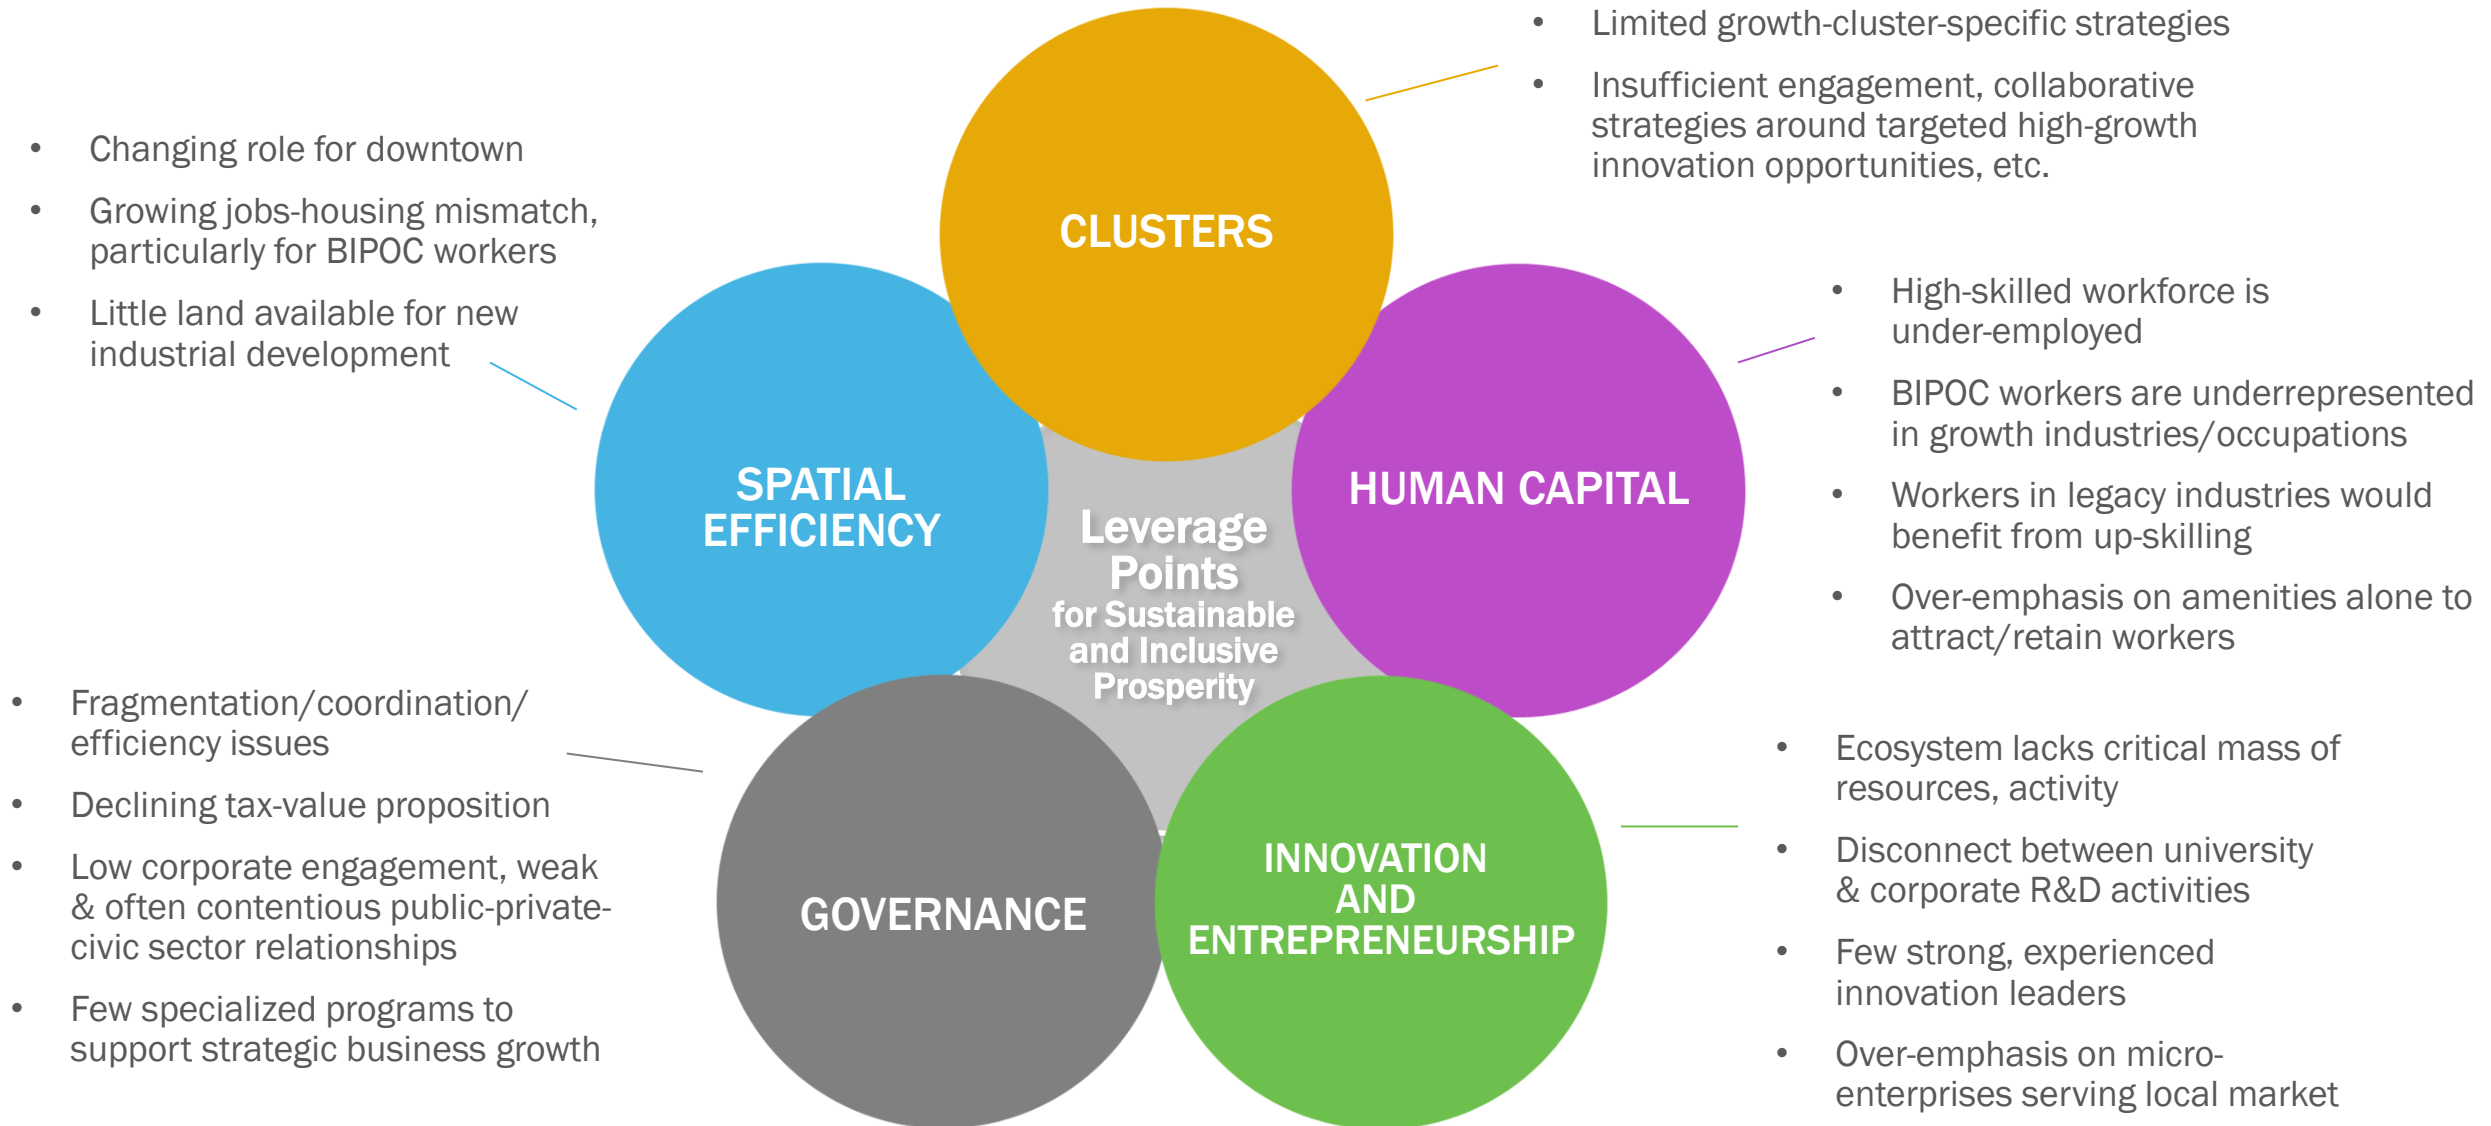 • Limited growth-cluster-specific strategies
• Insufficient engagement, collaborative
strategies around targeted high-growth
innovation opportunities, etc.
• Changing role for downtown
• Growing jobs-housing mismatch,
particularly for BIPOC workers
• Little land available for new
industrial development
CLUSTERS
• High-skilled workforce is
under-employed
• BIPOC workers are underrepresented
in growth industries/occupations
• Workers in legacy industries would
benefit from up-skilling
• Over-emphasis on amenities alone to
attract/retain workers
SPATIAL
EFFICIENCY
HUMAN CAPITAL
Leverage
Points
for Sustainable
and Inclusive
Prosperity
• Fragmentation/coordination/
efficiency issues
• Declining tax-value proposition
• Low corporate engagement, weak
& often contentious public-private-
civic sector relationships
• Few specialized programs to
support strategic business growth
GOVERNANCE
INNOVATION
AND
ENTREPRENEURSHIP
• Ecosystem lacks critical mass of
resources, activity
• Disconnect between university
& corporate R&D activities
• Few strong, experienced
innovation leaders
• Over-emphasis on micro-
enterprises serving local market